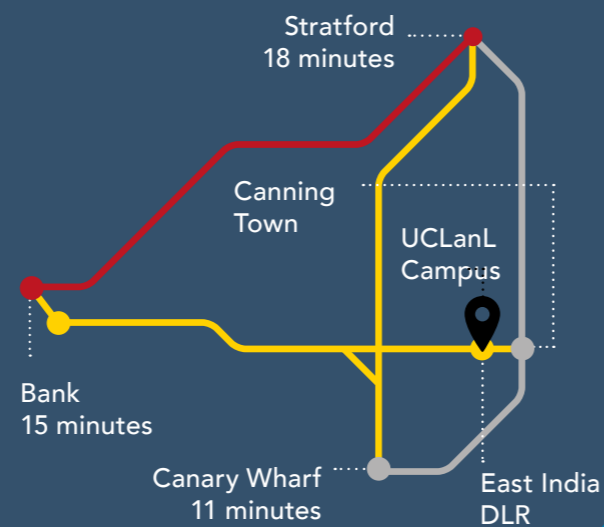 Stratford
18 minutes
Canning
Town
UCLanL
Campus
Bank
15 minutes
Canary Wharf
11 minutes
East India
DLR